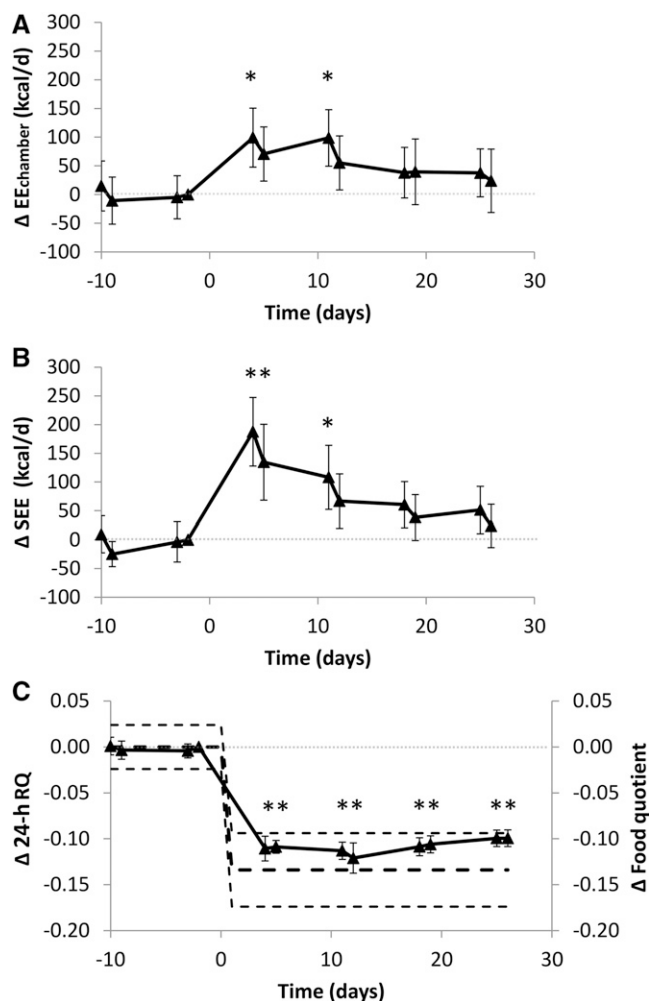 A
Δ EEchamber (kcal/d)
300
250
200
150
100
50
0
-50
-100
* *
-10 0 10 20 30
Time (days)
B
Δ SEE (kcal/d)
300
250
200
150
100
50
0
-50
-100
** *
-10 0 10 20 30
Time (days)
C
Δ 24-h RQ
0.05 0.05
0.00 0.00
-0.05 -0.05
-0.10 -0.10
-0.15 -0.15
-0.20 -0.20
Δ Food quotient
** ** ** **
-10 0 10 20 30
Time (days)